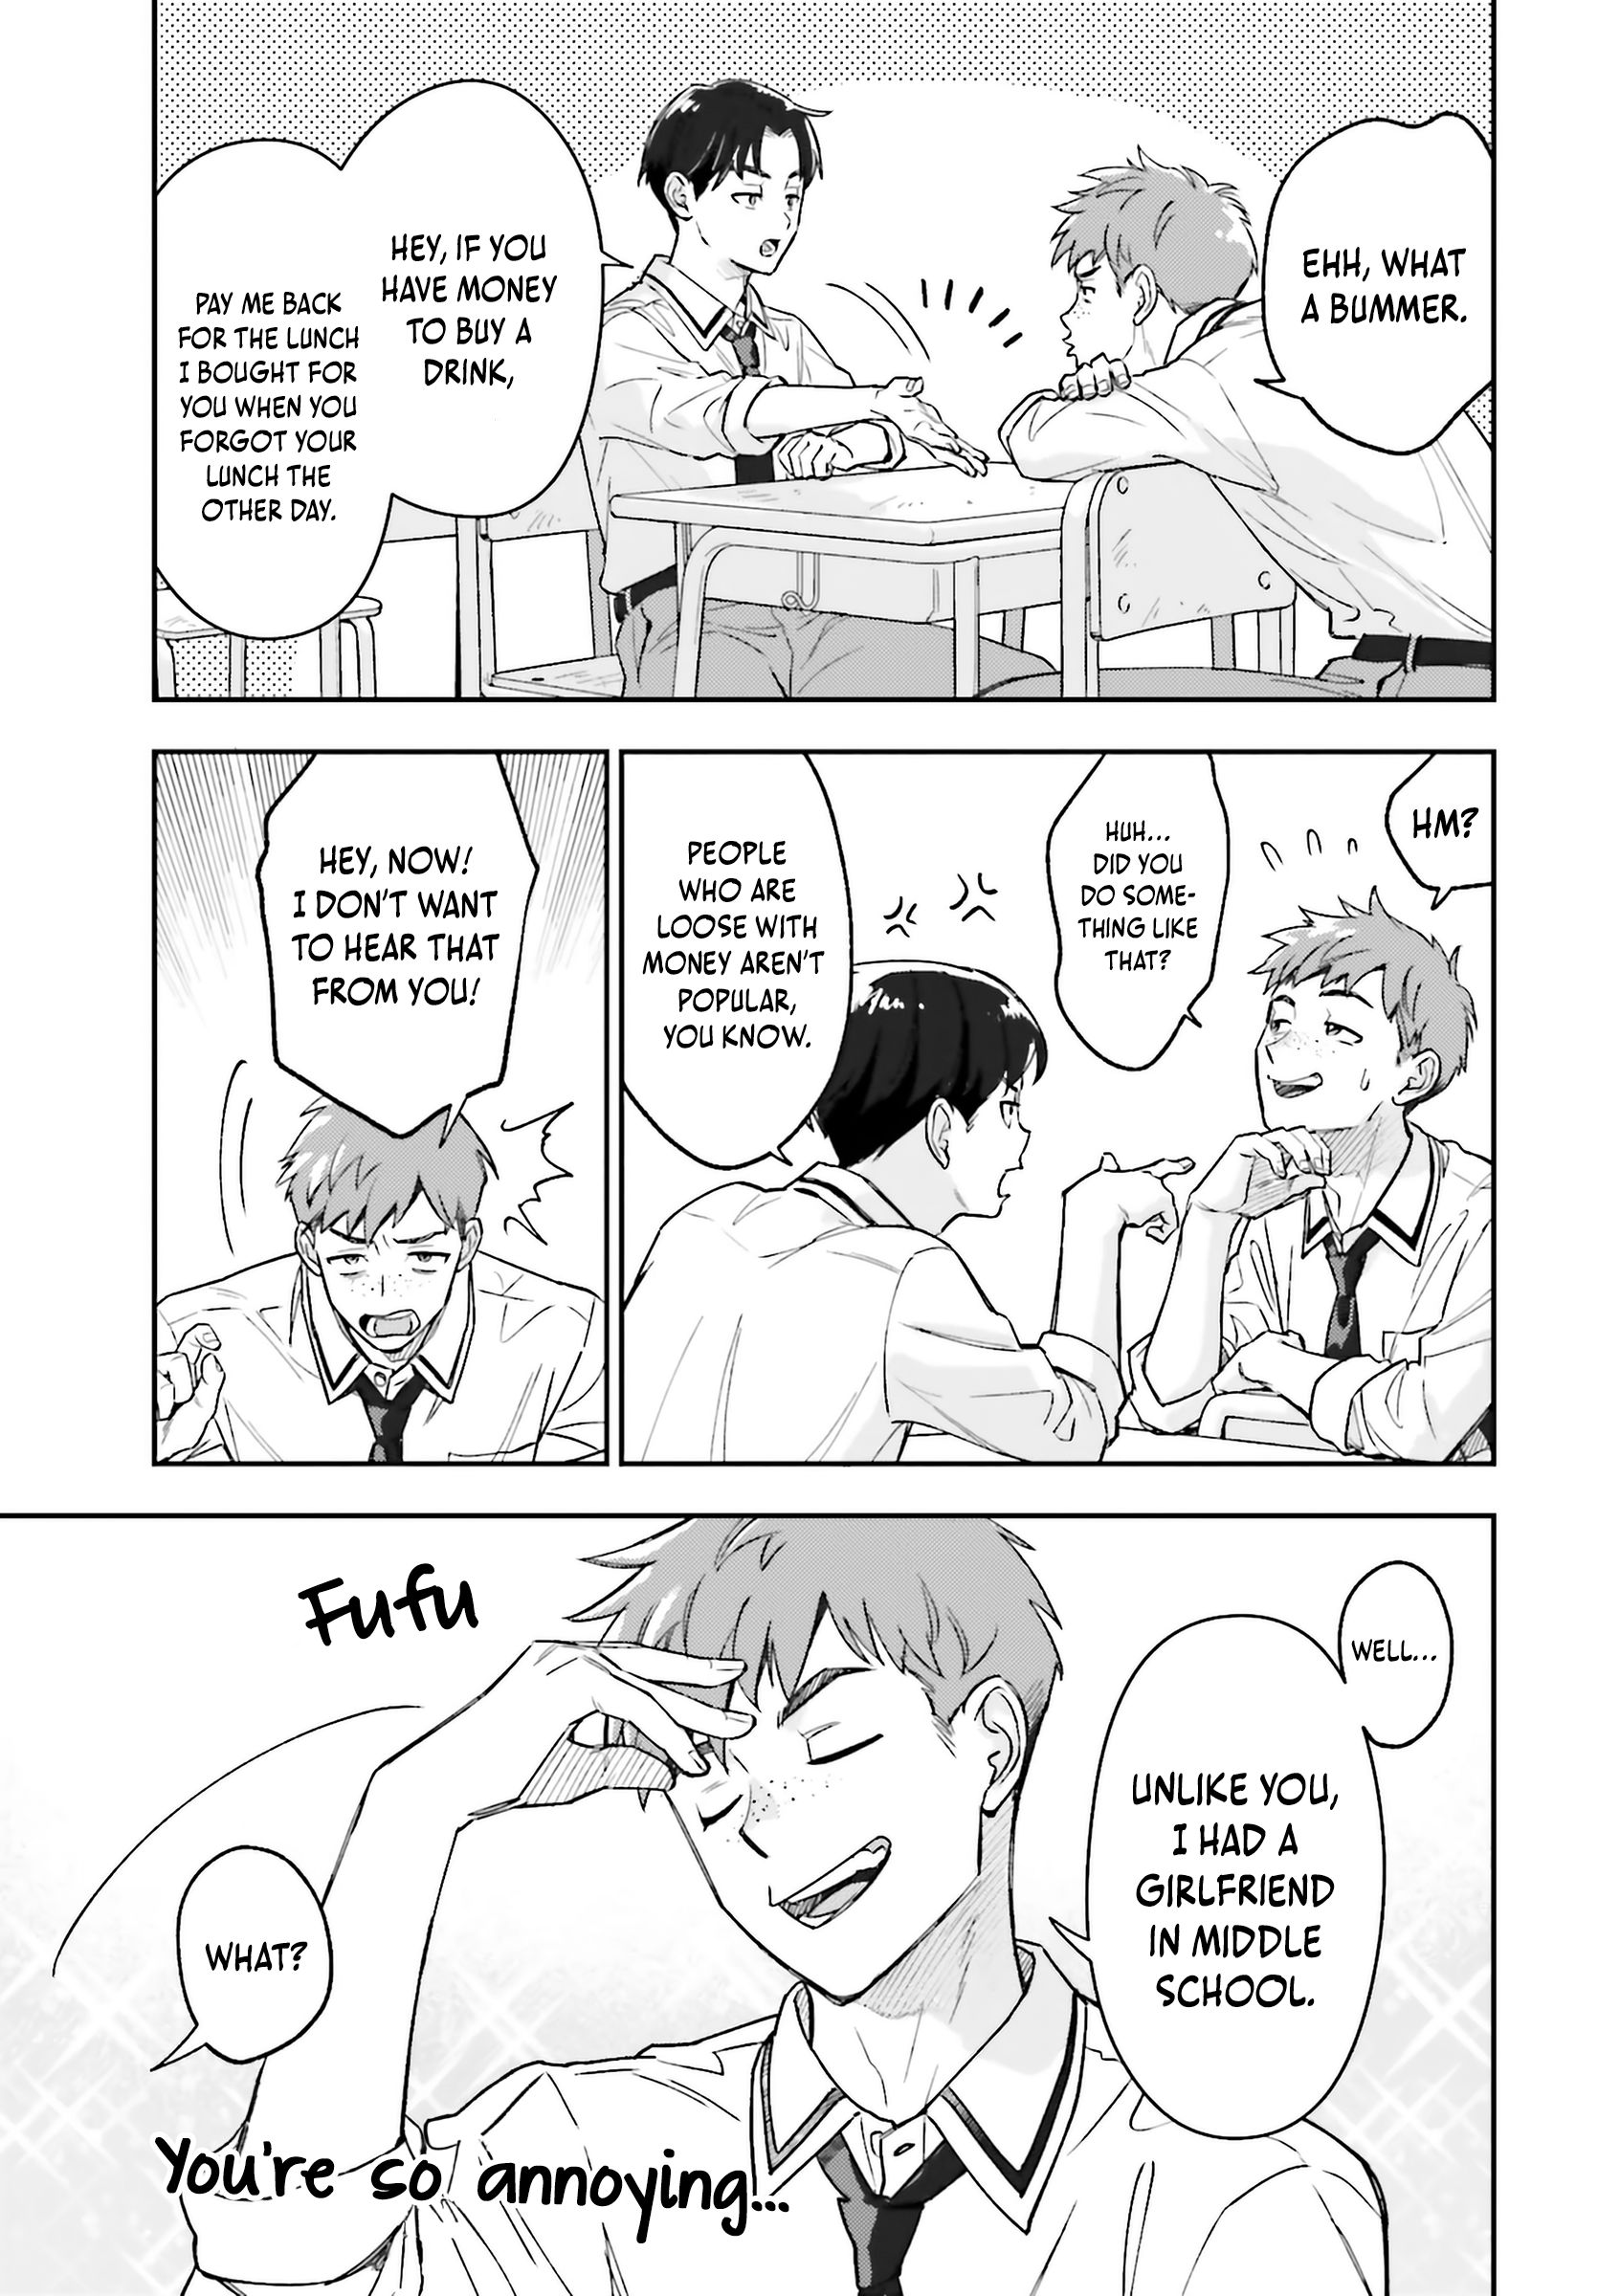 EHH, WHAT
A BUMMER.
HEY, IF YOU
HAVE MONEY
TO BUY A
DRINK,
PAY ME BACK
FOR THE LUNCH
I BOUGHT FOR
YOU WHEN YOU
FORGOT YOUR
LUNCH THE
OTHER DAY.
HM?
HUH...
DID YOU
DO SOME-
THING LIKE
THAT?
PEOPLE
WHO ARE
LOOSE WITH
MONEY AREN'T
POPULAR,
YOU KNOW.
HEY, NOW!
I DON'T WANT
TO HEAR THAT
FROM YOU!
WELL...
UNLIKE YOU,
I HAD A
GIRLFRIEND
IN MIDDLE
SCHOOL.
Fufu
WHAT?
You're so annoying...